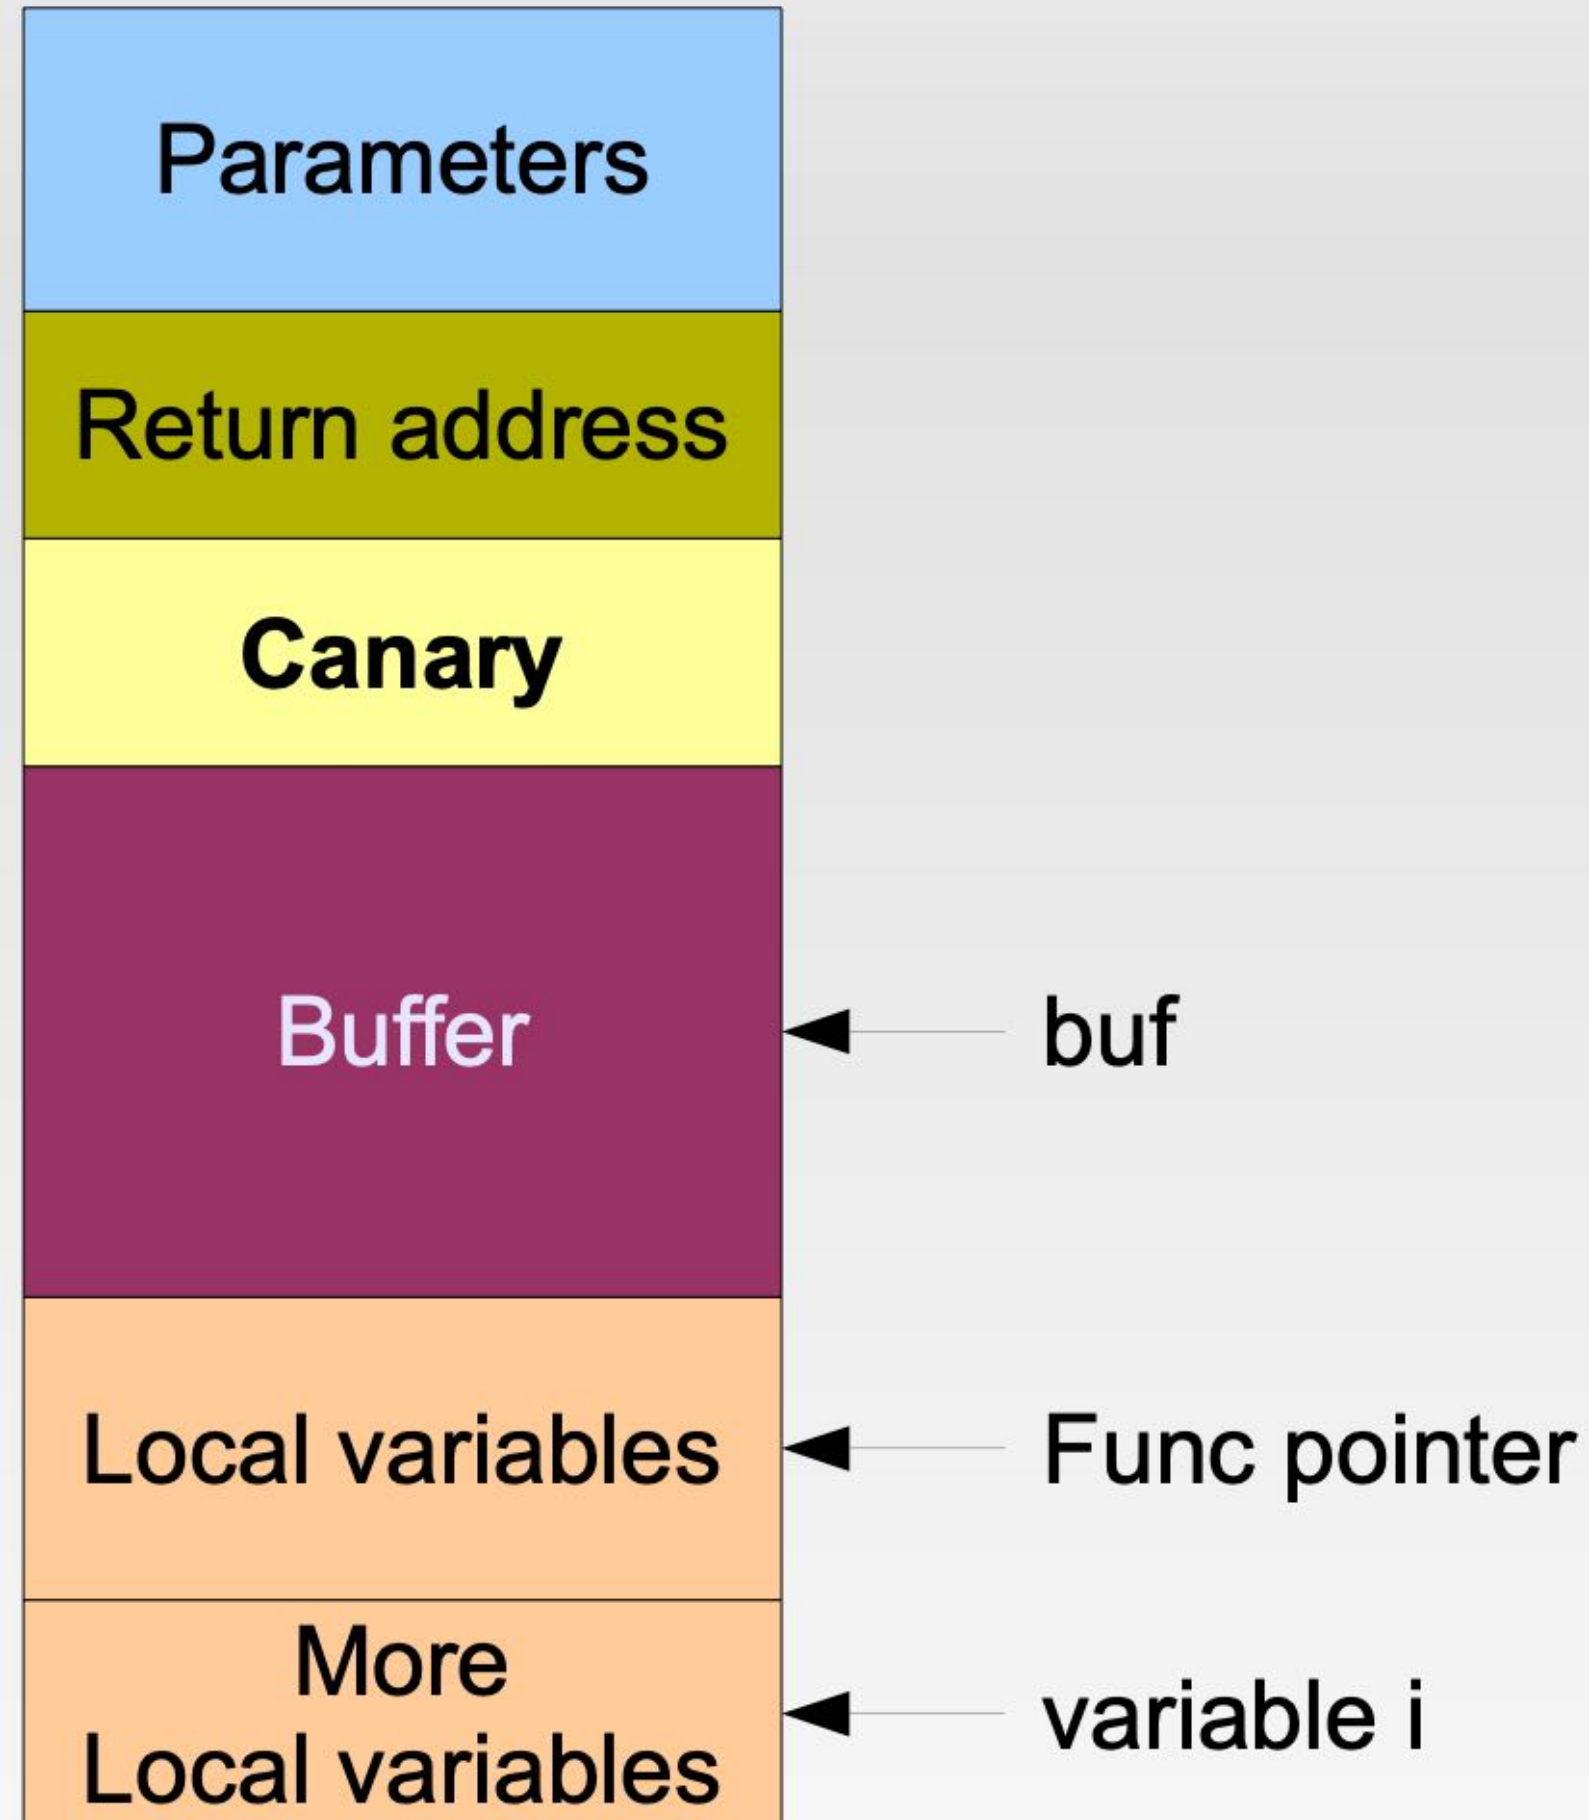 Parameters
Return address
Canary
Buffer
buf
Local variables
Func pointer
More
Local variables
variable i